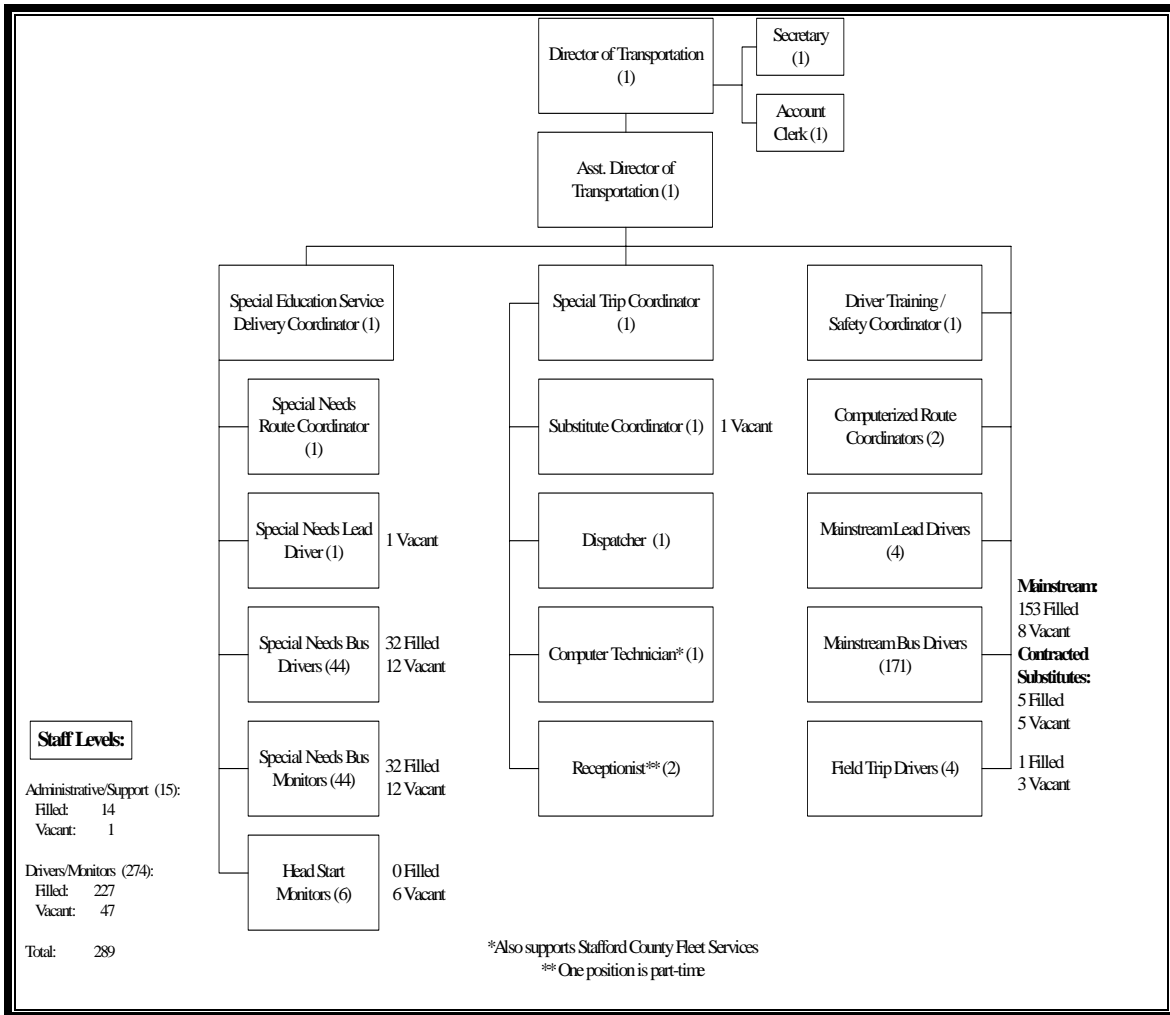 Director of Transportation
(1)
Secretary
(1)
Account
Clerk (1)
Asst. Director of
Transportation (1)
Special Education Service
Delivery Coordinator (1)
Special Trip Coordinator
(1)
Driver Training /
Safety Coordinator (1)
Special Needs
Route Coordinator
(1)
Substitute Coordinator (1)
1 Vacant
Computerized Route
Coordinators (2)
Special Needs Lead
Driver (1)
1 Vacant
Dispatcher (1)
Mainstream Lead Drivers
(4)
Special Needs Bus
Drivers (44)
32 Filled
12 Vacant
Computer Technician* (1)
Mainstream Bus Drivers
(171)
Mainstream:
153 Filled
8 Vacant
Contracted
Substitutes:
5 Filled
5 Vacant
Special Needs Bus
Monitors (44)
32 Filled
12 Vacant
Receptionist** (2)
Field Trip Drivers (4)
1 Filled
3 Vacant
Head Start
Monitors (6)
0 Filled
6 Vacant
Staff Levels:
Administrative/Support (15):
Filled: 14
Vacant: 1
Drivers/Monitors (274):
Filled: 227
Vacant: 47
Total: 289
*Also supports Stafford County Fleet Services
** One position is part-time